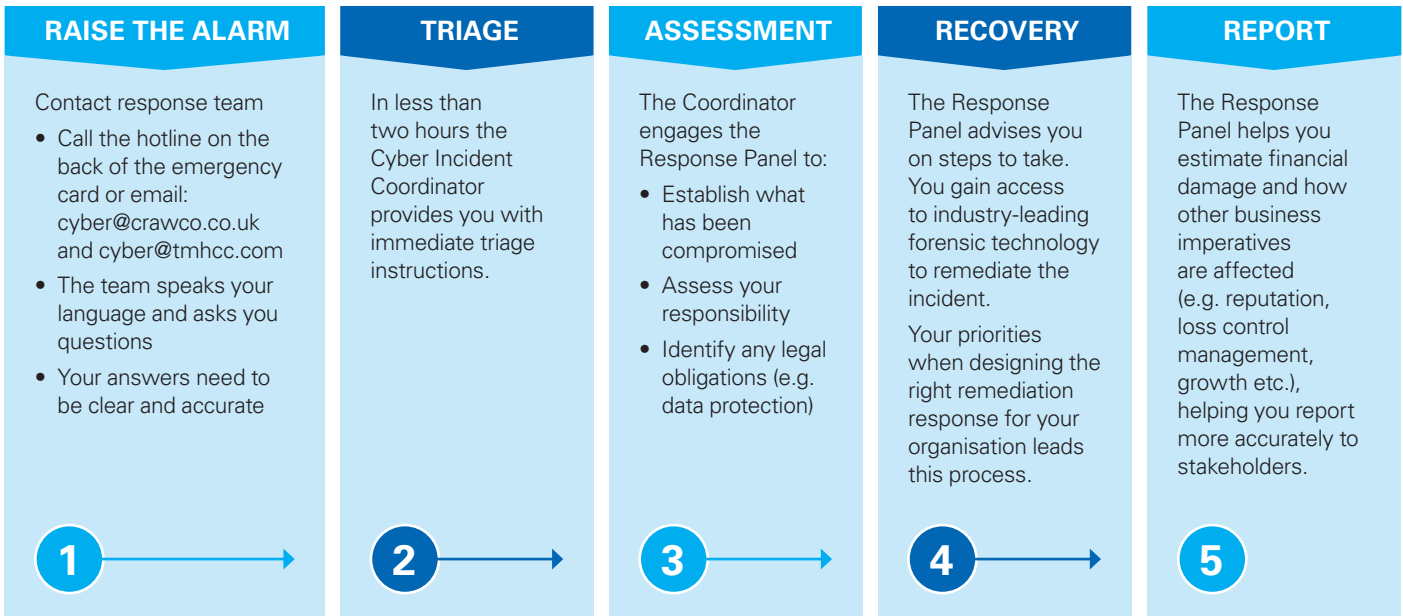 RAISE THE ALARM
Contact response team
• Call the hotline on the
back of the emergency
card or email:
cyber@crawco.co.uk
and cyber@tmhcc.com
• The team speaks your
language and asks you
questions
• Your answers need to
be clear and accurate
1
TRIAGE
In less than
two hours the
Cyber Incident
Coordinator
provides you with
immediate triage
instructions.
2
ASSESSMENT
The Coordinator
engages the
Response Panel to:
• Establish what
has been
compromised
• Assess your
responsibility
• Identify any legal
obligations (e.g.
data protection)
3
RECOVERY
The Response
Panel advises you
on steps to take.
You gain access
to industry-leading
forensic technology
to remediate the
incident.
Your priorities
when designing the
right remediation
response for your
organisation leads
this process.
4
REPORT
The Response
Panel helps you
estimate financial
damage and how
other business
imperatives
are affected
(e.g. reputation,
loss control
management,
growth etc.),
helping you report
more accurately to
stakeholders.
5